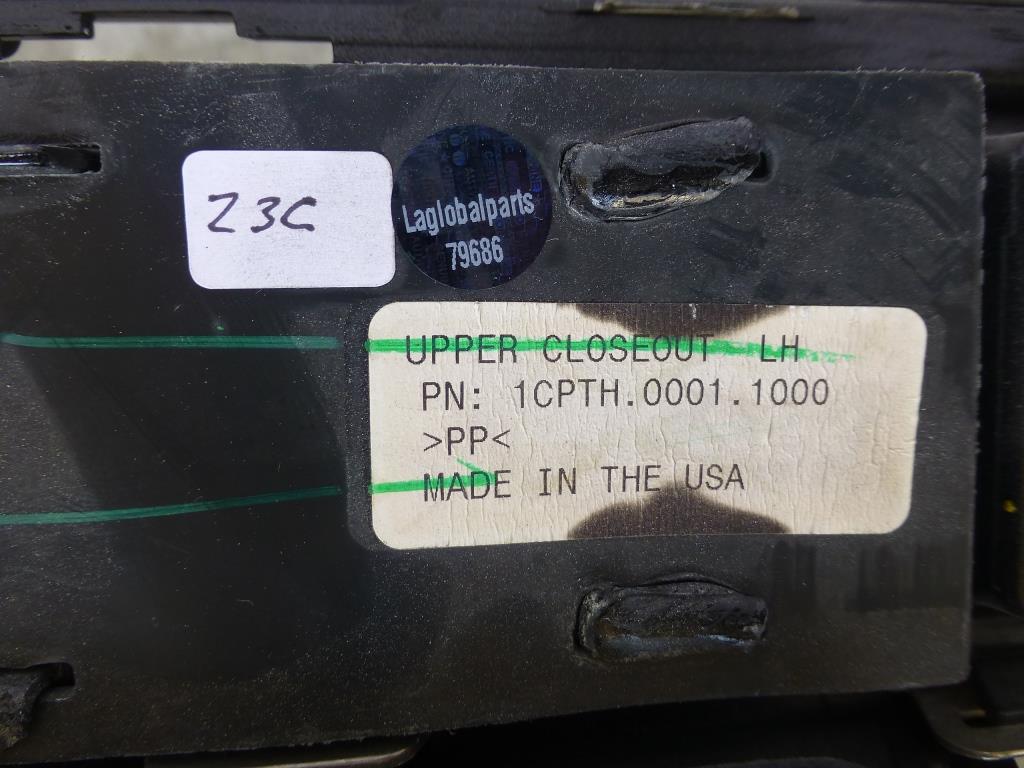 Z3C
Laglobalparts
79686
UPPER CLOSEOUT LH
PN: 1CPTH.0001.1000
>PP<
MADE IN THE USA